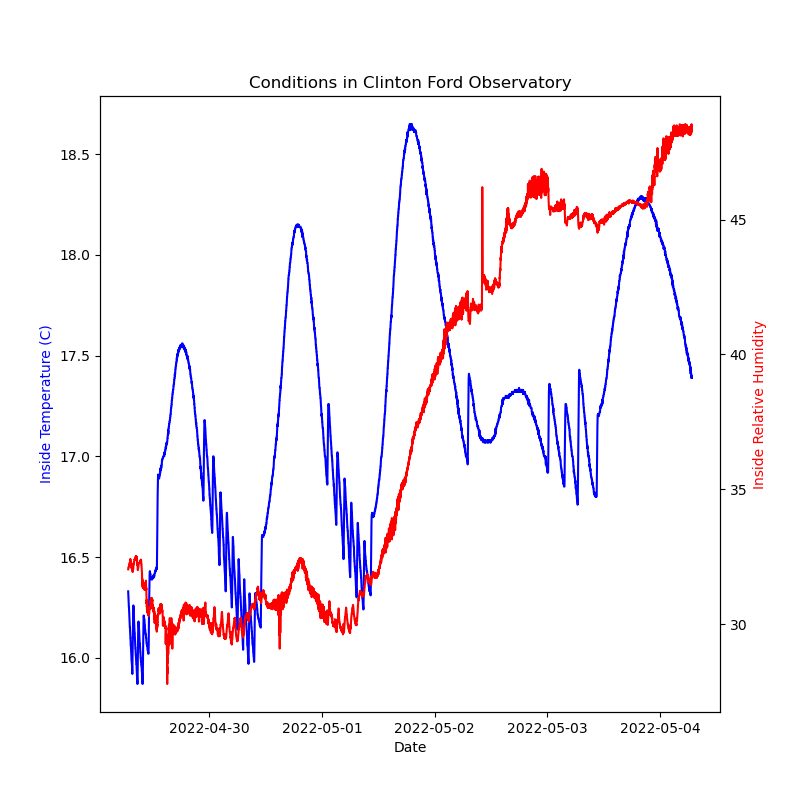 Conditions in Clinton Ford Observatory
Inside Temperature (C)
18.5
18.0
17.5
17.0
16.5
16.0
45
40
35
30
Inside Relative Humidity
2022-04-30 2022-05-01 2022-05-02 2022-05-03 2022-05-04
Date